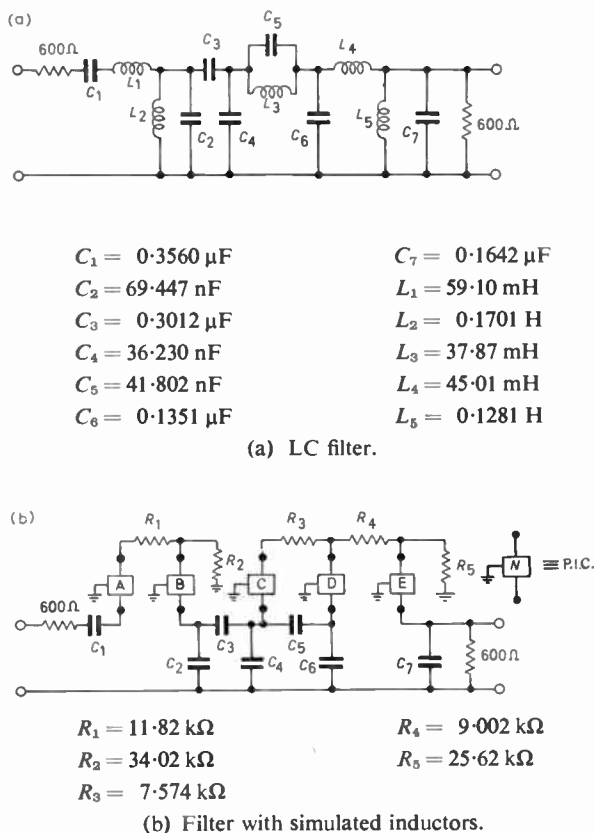 (a)
600Ω
C₁
L₁
L₂
C₂
C₃
C₄
C₅
L₃
C₆
L₄
L₅
C₇
600Ω
C₁ = 0·3560 μF
C₂ = 69·447 nF
C₃ = 0·3012 μF
C₄ = 36·230 nF
C₅ = 41·802 nF
C₆ = 0·1351 μF
C₇ = 0·1642 μF
L₁ = 59·10 mH
L₂ = 0·1701 H
L₃ = 37·87 mH
L₄ = 45·01 mH
L₅ = 0·1281 H
(a) LC filter.
(b)
R₁
R₂
R₃
R₄
R₅
A
B
C
D
E
N ≡ P.I.C.
600Ω
C₁
C₂
C₃
C₄
C₅
C₆
C₇
600Ω
R₁ = 11·82 kΩ
R₂ = 34·02 kΩ
R₃ = 7·574 kΩ
R₄ = 9·002 kΩ
R₅ = 25·62 kΩ
(b) Filter with simulated inductors.